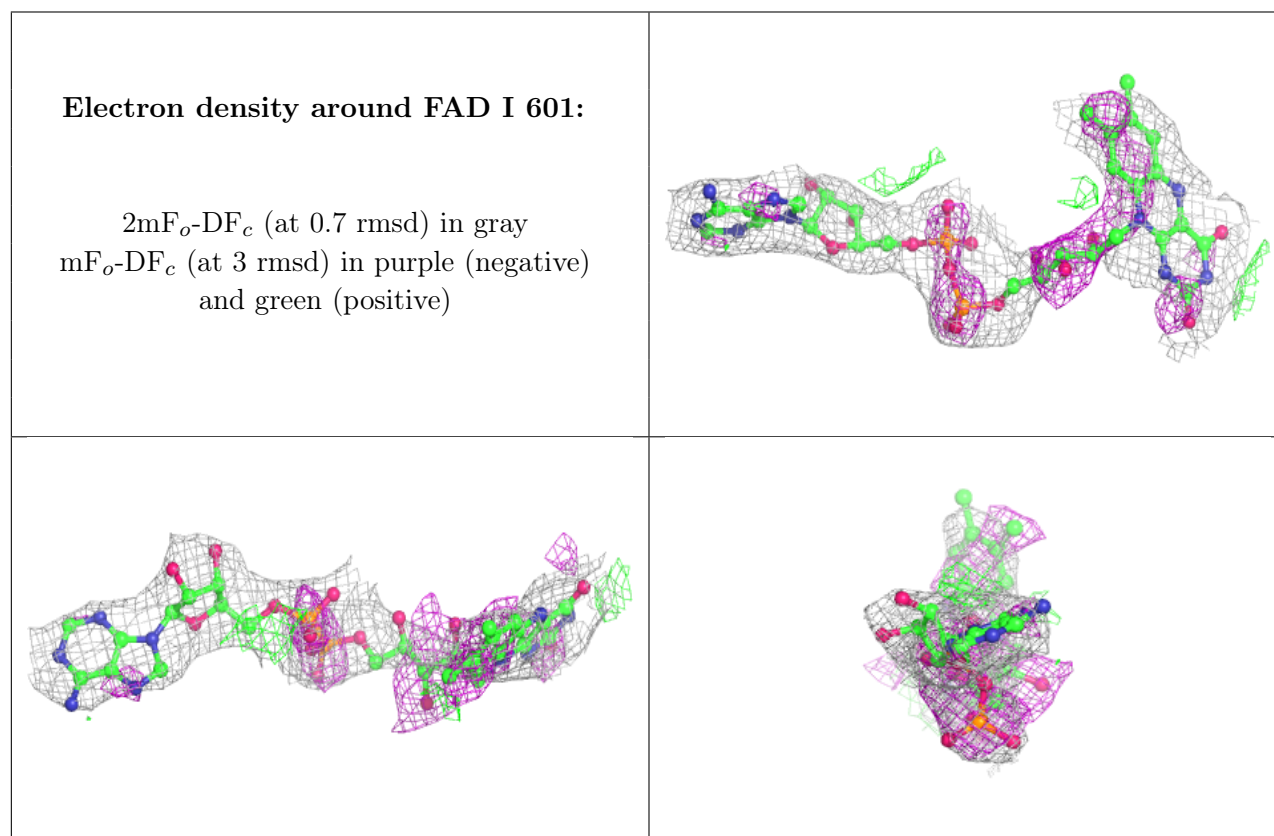 Electron density around FAD I 601:
2mFo-DFc (at 0.7 rmsd) in gray
mFo-DFc (at 3 rmsd) in purple (negative)
and green (positive)